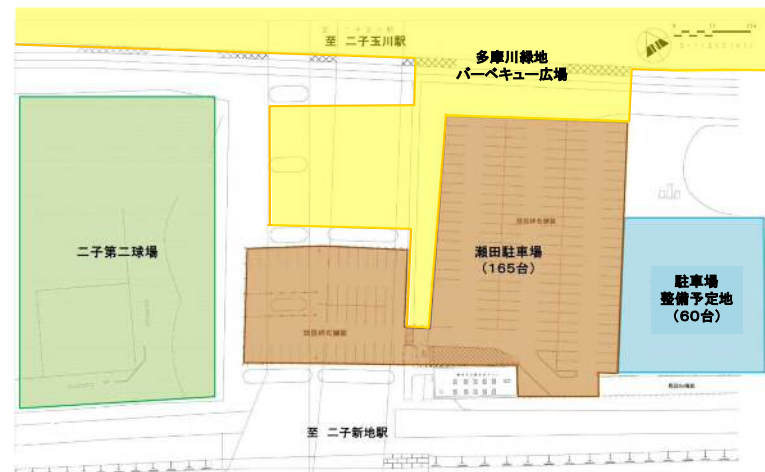 至 二子玉川駅
多摩川緑地
バーベキュー広場
二子第二球場
瀬田駐車場
(165台)
駐車場
整備予定地
(60台)
至 二子新地駅